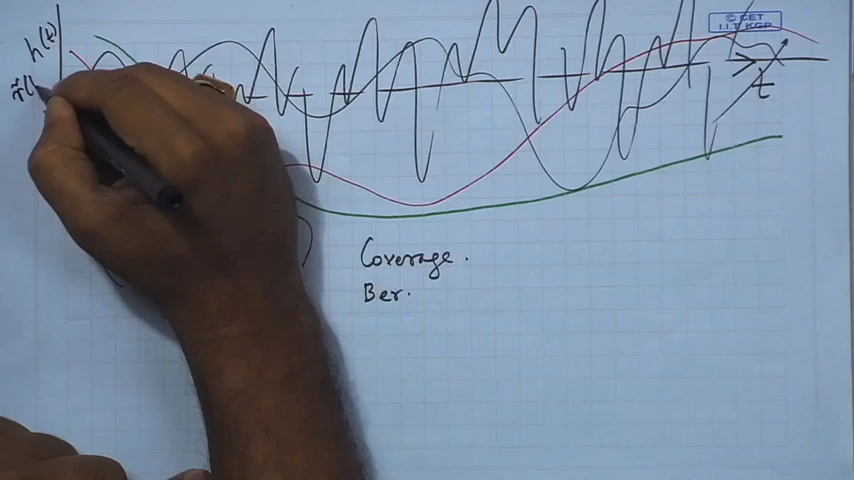 © CET
I.I.T. KGP
h(t)
t
Coverage.
Ber.